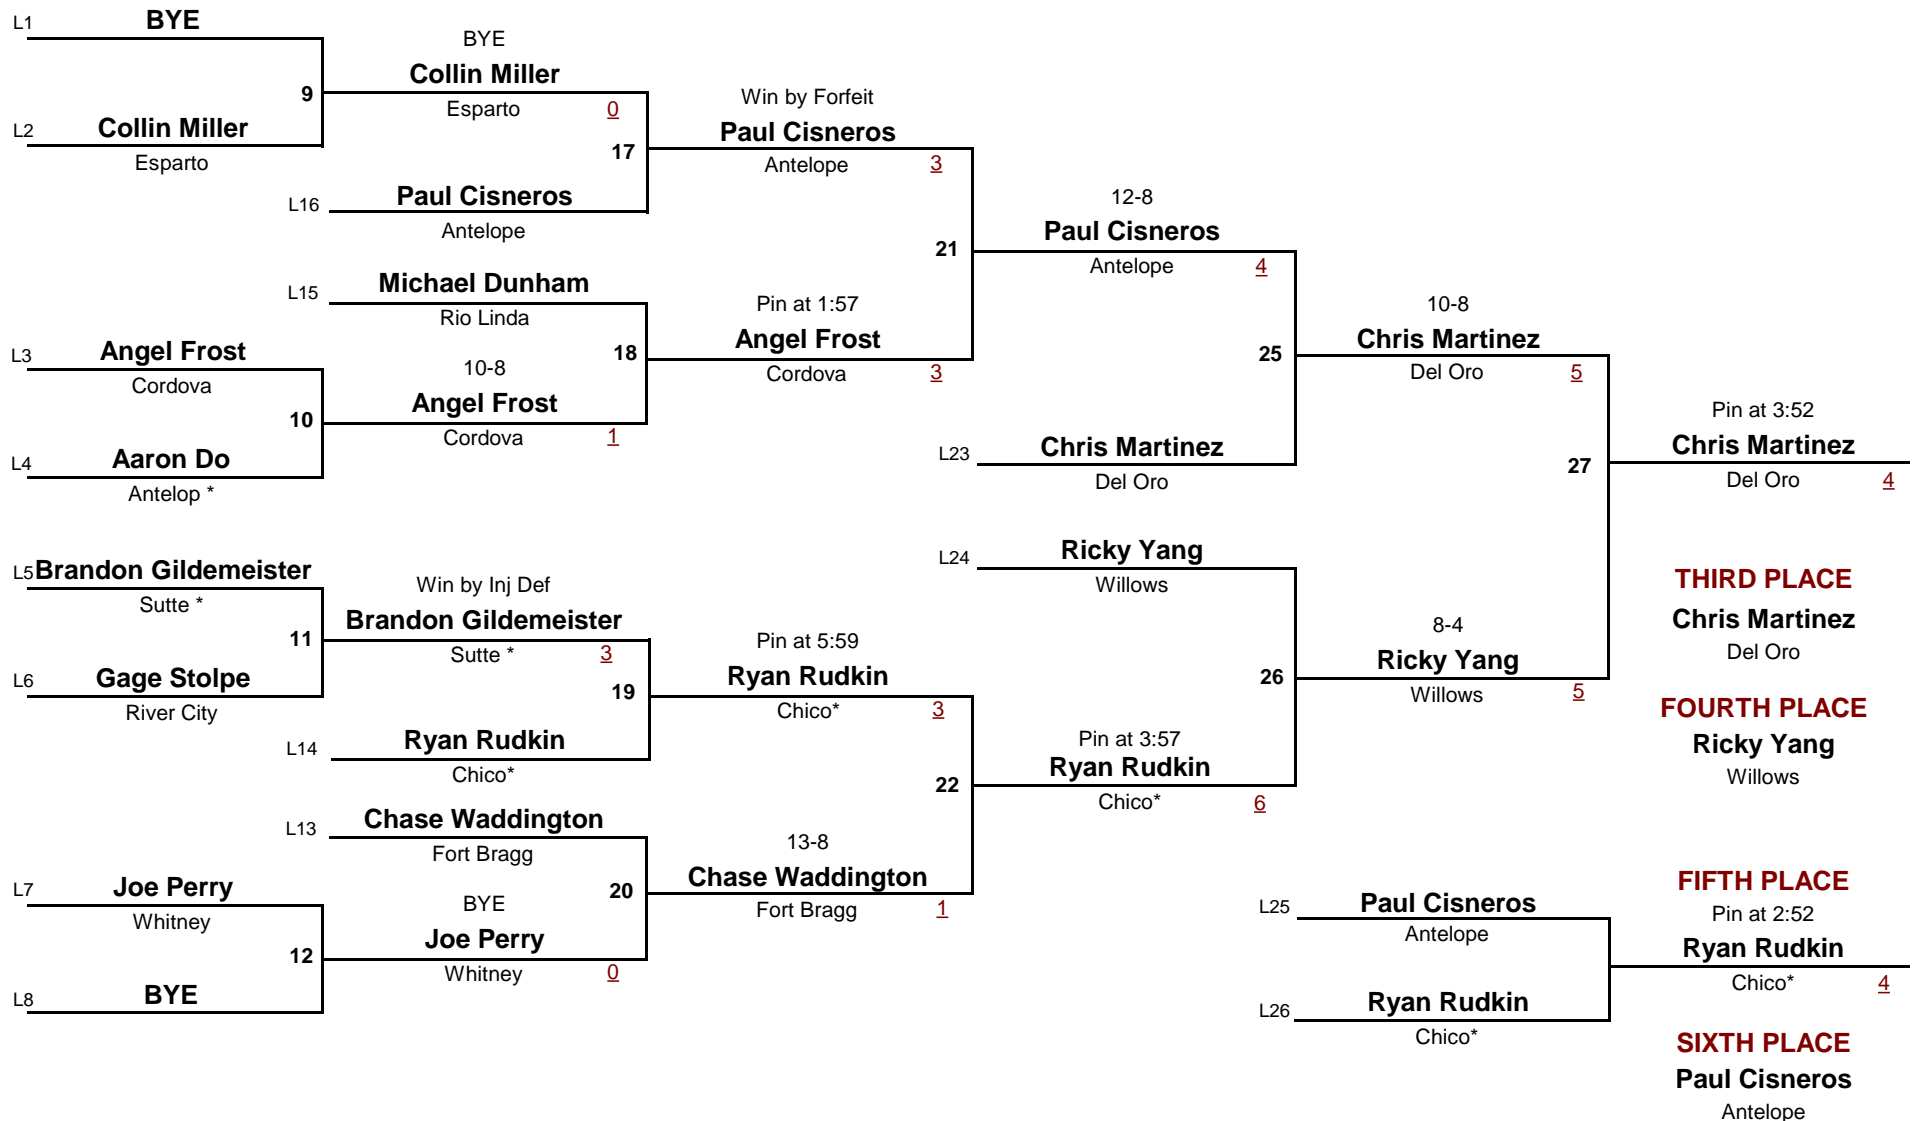 L1
BYE
9
L2
Collin Miller
Esparto
L3
Angel Frost
Cordova
10
L4
Aaron Do
Antelop *
L5
Brandon Gildemeister
Sutte *
11
L6
Gage Stolpe
River City
L7
Joe Perry
Whitney
12
L8
BYE
BYE
Collin Miller
Esparto
0
17
L16
Paul Cisneros
Antelope
L15
Michael Dunham
Rio Linda
18
10-8
Angel Frost
Cordova
1
Win by Inj Def
Brandon Gildemeister
Sutte *
3
19
L14
Ryan Rudkin
Chico*
L13
Chase Waddington
Fort Bragg
20
BYE
Joe Perry
Whitney
0
Win by Forfeit
Paul Cisneros
Antelope
3
21
Pin at 1:57
Angel Frost
Cordova
3
Pin at 5:59
Ryan Rudkin
Chico*
3
22
13-8
Chase Waddington
Fort Bragg
1
12-8
Paul Cisneros
Antelope
4
25
L23
Chris Martinez
Del Oro
L24
Ricky Yang
Willows
26
Pin at 3:57
Ryan Rudkin
Chico*
6
10-8
Chris Martinez
Del Oro
5
27
8-4
Ricky Yang
Willows
5
Pin at 3:52
Chris Martinez
Del Oro
4
THIRD PLACE
Chris Martinez
Del Oro
FOURTH PLACE
Ricky Yang
Willows
L25
Paul Cisneros
Antelope
L26
Ryan Rudkin
Chico*
FIFTH PLACE
Pin at 2:52
Ryan Rudkin
Chico*
4
SIXTH PLACE
Paul Cisneros
Antelope